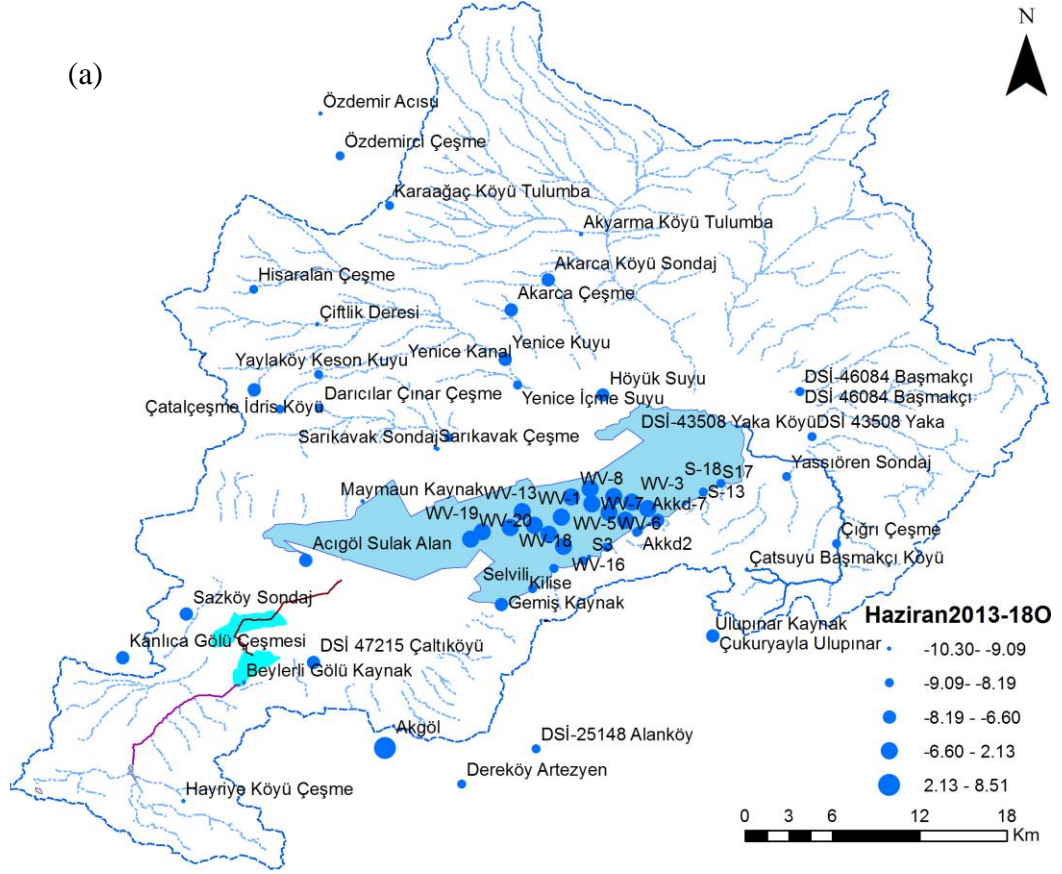 N
(a)
Özdemir Acısu
Özdemirci Çeşme
Karaağaç Köyü Tulumba
Akyarma Köyü Tulumba
Akarca Köyü Sondaj
Hisaralan Çeşme
Akarca Çeşme
Çiftlik Deresi
Yenice Kanal
Yenice Kuyu
Yaylaköy Keson Kuyu
DSİ-46084 Başmakçı
Höyük Suyu
DSİ 46084 Başmakçı
Darıcılar Çınar Çeşme
Yenice İçme Suyu
Çatalçeşme İdris Köyü
DSİ-43508 Yaka Köyü
DSİ 43508 Yaka
Sarıkavak Sondaj
Sarıkavak Çeşme
S-18
S17
Yassıören Sondaj
WV-8
WV-3
Maymaun Kaynak
WV-13
WV-1
WV-7
Akkd-7
S-13
WV-19
WV-20
WV-5
WV-6
Çığrı Çeşme
WV-18
Acıgöl Sulak Alan
S3
Akkd2
WV-16
Çatsuyu Başmakçı Köyü
Selvili
Kilise
Sazköy Sondaj
Gemiş Kaynak
Ulupınar Kaynak
Haziran2013-18O
Kanlıca Gölü Çeşmesi
DSİ 47215 Çaltıköyü
Çukuryayla Ulupınar
-10.30- -9.09
Beylerli Gölü Kaynak
-9.09- -8.19
-8.19 - -6.60
Akgöl
DSİ-25148 Alanköy
-6.60 - 2.13
Dereköy Artezyen
2.13 - 8.51
Hayriye Köyü Çeşme
0 3 6 12 18
Km